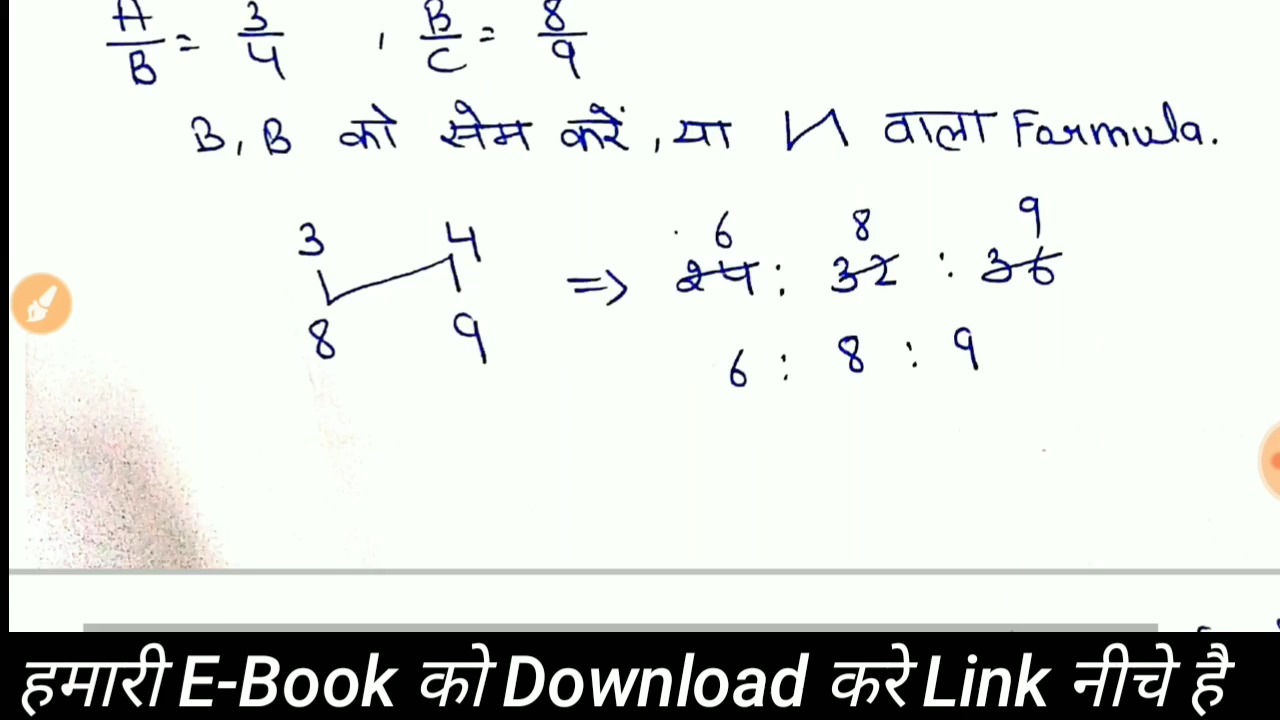 A/B = 3/4 , B/C = 8/9
B, B को सेम करें, या И वाला Farmula.
6 8 9
3 4 => 24 : 32 : 36
8 9
6 : 8 : 9
हमारी E-Book को Download करे Link नीचे है